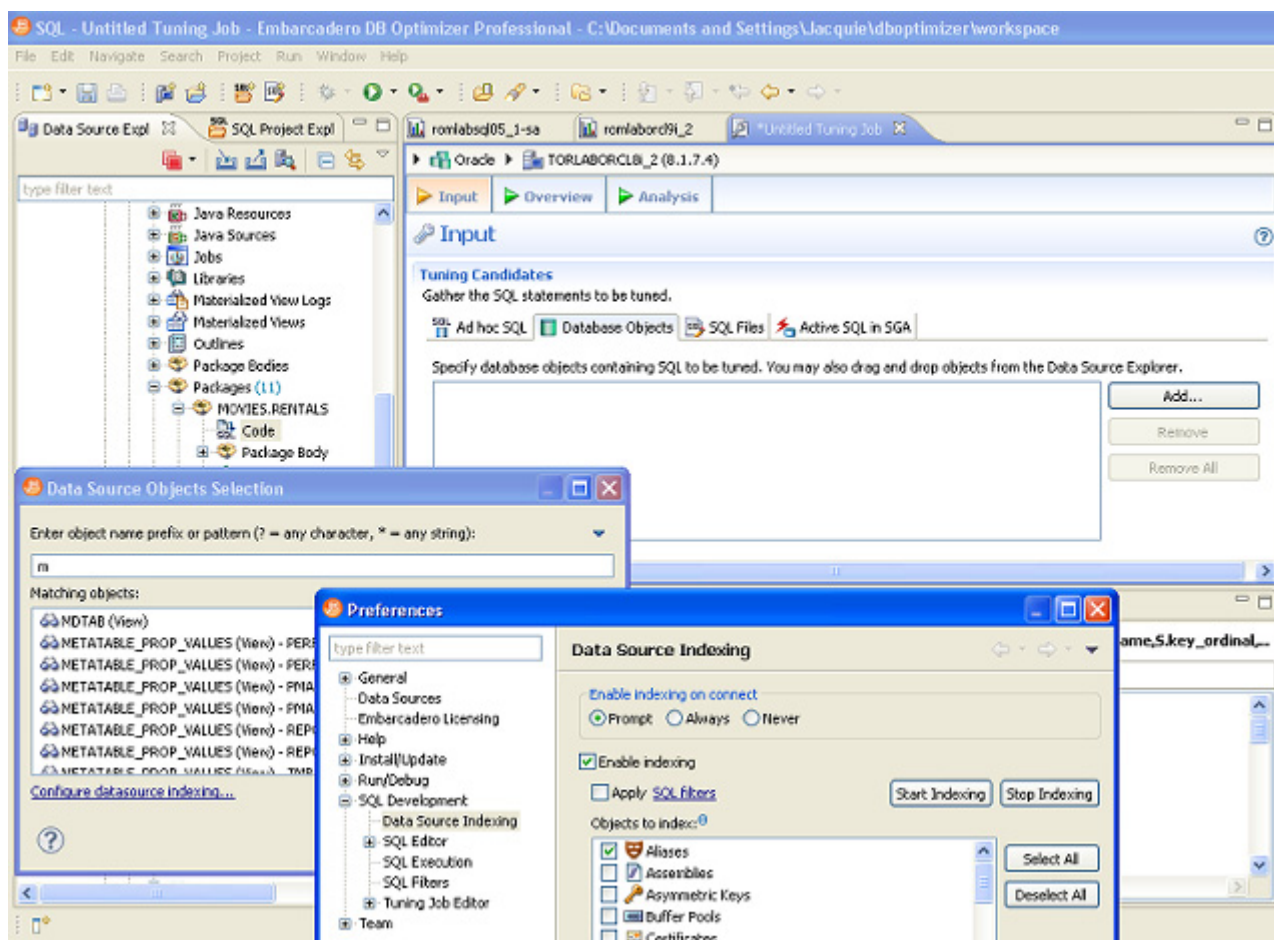 SQL - Untitled Tuning Job - Embarcadero DB Optimizer Professional - C:\Documents and Settings\Jacquie\dboptimizer\workspace
File Edit Navigate Search Project Run Window Help
Data Source Expl
SQL Project Expl
romlabsql05_1-sa
romlaborcl9i_2
*Untitled Tuning Job
type filter text
Java Resources
Java Sources
Jobs
Libraries
Materialized View Logs
Materialized Views
Outlines
Package Bodies
Packages (11)
MOVIES.RENTALS
Code
Package Body
Oracle
TORLABORCL8I_2 (8.1.7.4)
Input
Overview
Analysis
Input
Tuning Candidates
Gather the SQL statements to be tuned.
Ad hoc SQL
Database Objects
SQL Files
Active SQL in SGA
Specify database objects containing SQL to be tuned. You may also drag and drop objects from the Data Source Explorer.
Add...
Remove
Remove All
Data Source Objects Selection
Enter object name prefix or pattern (? = any character, * = any string):
m
Matching objects:
MDTAB (View)
METATABLE_PROP_VALUES (View) - PERF
METATABLE_PROP_VALUES (View) - PERF
METATABLE_PROP_VALUES (View) - PMA
METATABLE_PROP_VALUES (View) - PMA
METATABLE_PROP_VALUES (View) - REPO
METATABLE_PROP_VALUES (View) - REPO
METATABLE_PROP_VALUES (View) - TMP
Configure datasource indexing...
ame,S.key_ordinal,...
Preferences
type filter text
General
Data Sources
Embarcadero Licensing
Help
Install/Update
Run/Debug
SQL Development
Data Source Indexing
SQL Editor
SQL Execution
SQL Filters
Tuning Job Editor
Team
Data Source Indexing
Enable indexing on connect
Prompt
Always
Never
Enable indexing
Apply SQL filters
Start Indexing
Stop Indexing
Objects to index:
Aliases
Assemblies
Asymmetric Keys
Buffer Pools
Certificates
Select All
Deselect All